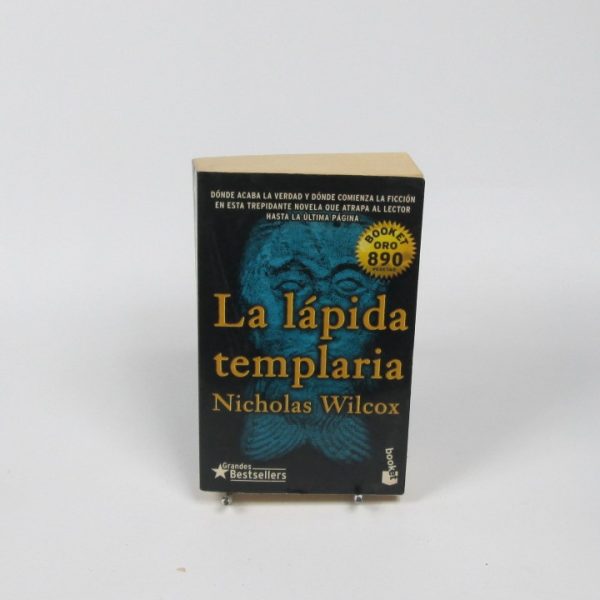 DÓNDE ACABA LA VERDAD Y DÓNDE COMIENZA LA FICCIÓN
EN ESTA TREPIDANTE NOVELA QUE ATRAPA AL LECTOR
HASTA LA ÚLTIMA PÁGINA
BOOKET
ORO
890
PESETAS
La lápida
templaria
Nicholas Wilcox
Grandes
Bestsellers
booket